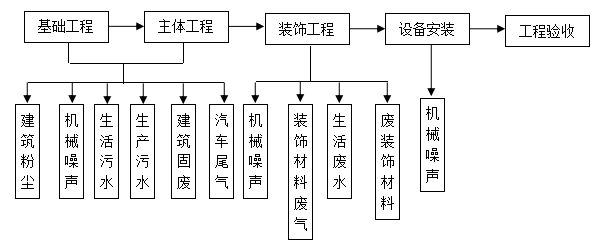 基础工程
主体工程
装饰工程
设备安装
工程验收
建筑粉尘
机械噪声
生活污水
生产污水
建筑固废
汽车尾气
机械噪声
装饰材料废气
生活废水
废装饰材料
机械噪声